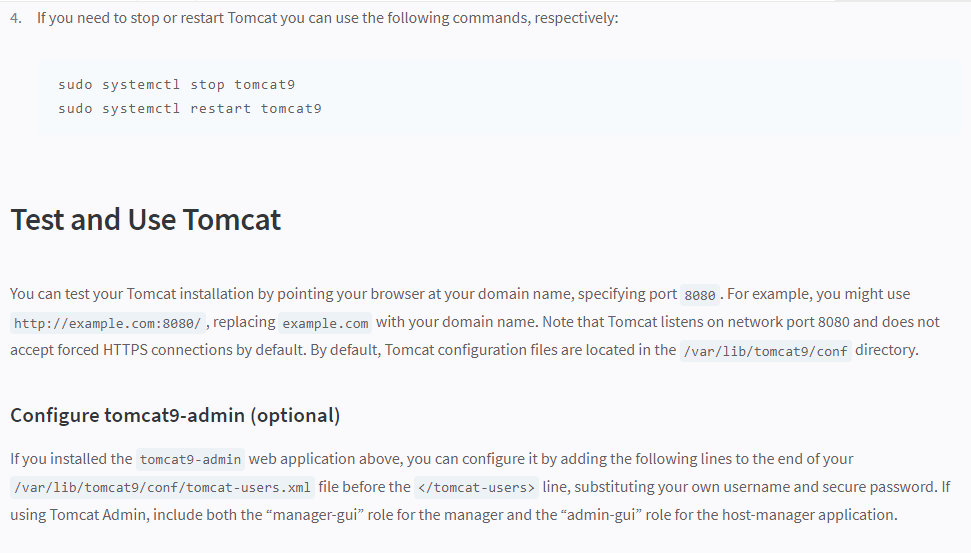 4. If you need to stop or restart Tomcat you can use the following commands, respectively:
sudo systemctl stop tomcat9
sudo systemctl restart tomcat9
Test and Use Tomcat
You can test your Tomcat installation by pointing your browser at your domain name, specifying port 8080. For example, you might use
http://example.com:8080/, replacing example.com with your domain name. Note that Tomcat listens on network port 8080 and does not
accept forced HTTPS connections by default. By default, Tomcat configuration files are located in the /var/lib/tomcat9/conf directory.
Configure tomcat9-admin (optional)
If you installed the tomcat9-admin web application above, you can configure it by adding the following lines to the end of your
/var/lib/tomcat9/conf/tomcat-users.xml file before the </tomcat-users> line, substituting your own username and secure password. If
using Tomcat Admin, include both the “manager-gui” role for the manager and the “admin-gui” role for the host-manager application.